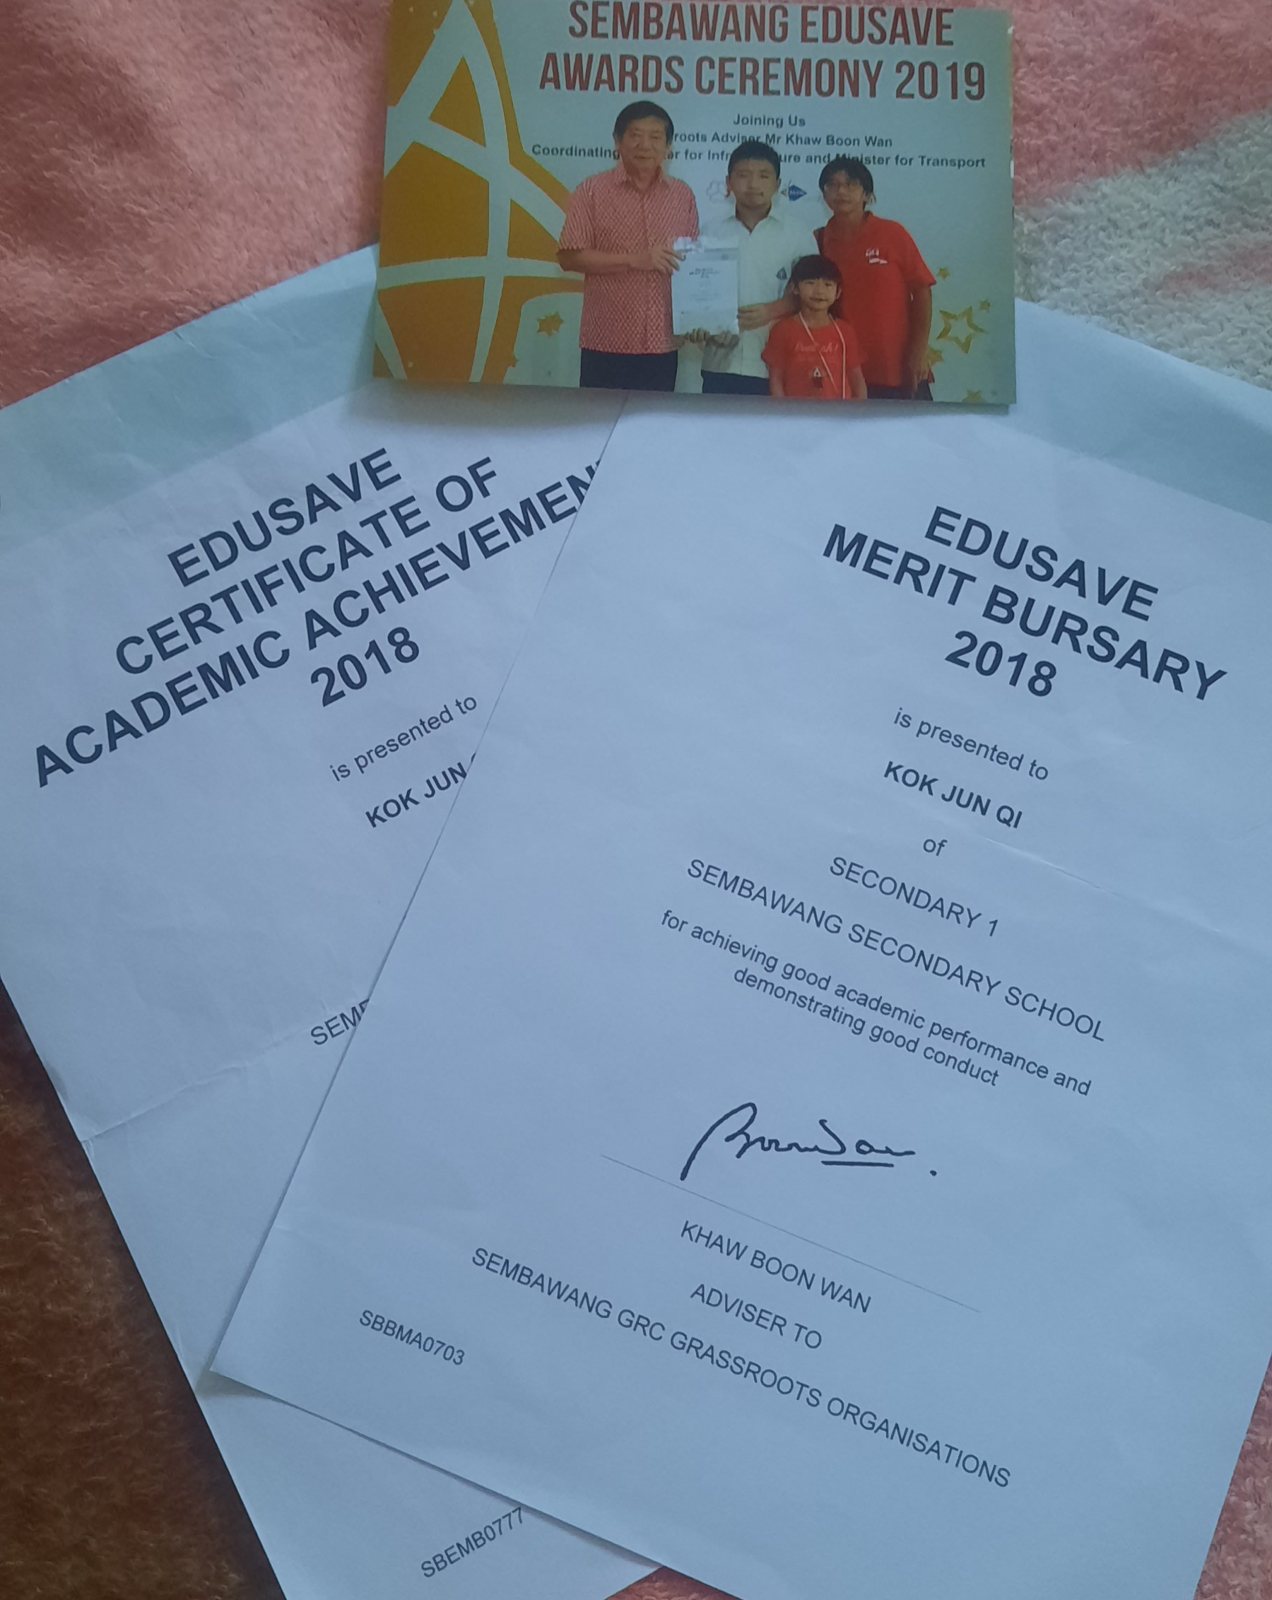 SEMBAWANG EDUSAVE
AWARDS CEREMONY 2019
Joining Us
roots Adviser Mr Khaw Boon Wan
Coordinating er for Infra ure and Minister for Transport
EDUSAVE
CERTIFICATE OF
ACADEMIC ACHIEVEMEN
2018
is presented to
KOK JUN
SEM
SBEMB0777
EDUSAVE
MERIT BURSARY
2018
is presented to
KOK JUN QI
of
SECONDARY 1
SEMBAWANG SECONDARY SCHOOL
for achieving good academic performance and
demonstrating good conduct
KHAW BOON WAN
ADVISER TO
SEMBAWANG GRC GRASSROOTS ORGANISATIONS
SBBMA0703